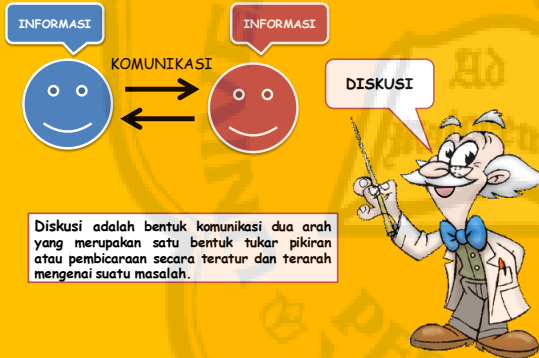 INFORMASI
INFORMASI
KOMUNIKASI
DISKUSI
Diskusi adalah bentuk komunikasi dua arah
yang merupakan satu bentuk tukar pikiran
atau pembicaraan secara teratur dan terarah
mengenai suatu masalah.